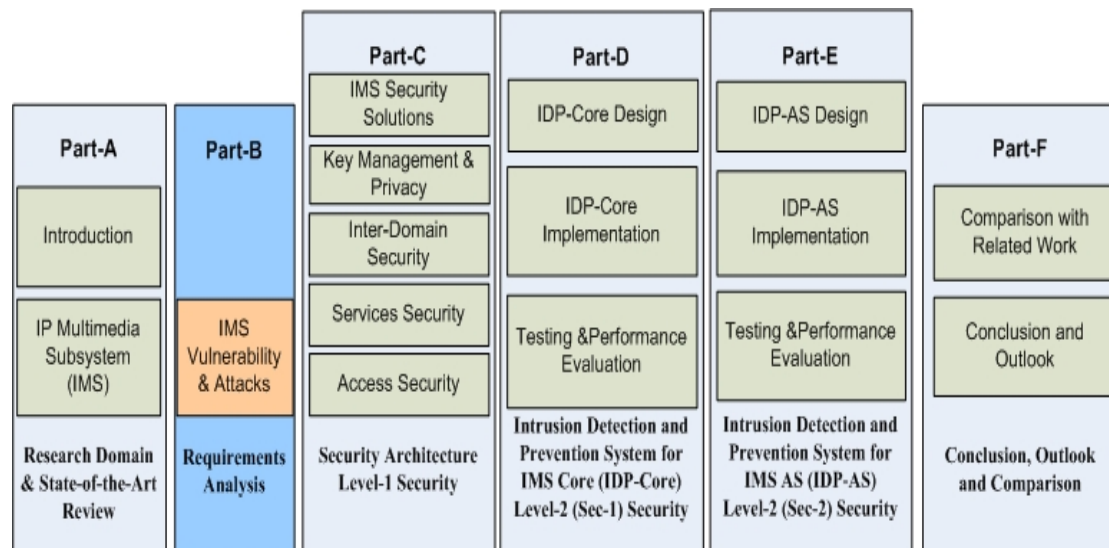 Part-A
Introduction
IP Multimedia
Subsystem
(IMS)
Research Domain
& State-of-the-Art
Review
Part-B
IMS
Vulnerability
& Attacks
Requirements
Analysis
Part-C
IMS Security
Solutions
Key Management &
Privacy
Inter-Domain
Security
Services Security
Access Security
Security Architecture
Level-1 Security
Part-D
IDP-Core Design
IDP-Core
Implementation
Testing &Performance
Evaluation
Intrusion Detection and
Prevention System for
IMS Core (IDP-Core)
Level-2 (Sec-1) Security
Part-E
IDP-AS Design
IDP-AS
Implementation
Testing &Performance
Evaluation
Intrusion Detection and
Prevention System for
IMS AS (IDP-AS)
Level-2 (Sec-2) Security
Part-F
Comparison with
Related Work
Conclusion and
Outlook
Conclusion, Outlook
and Comparison